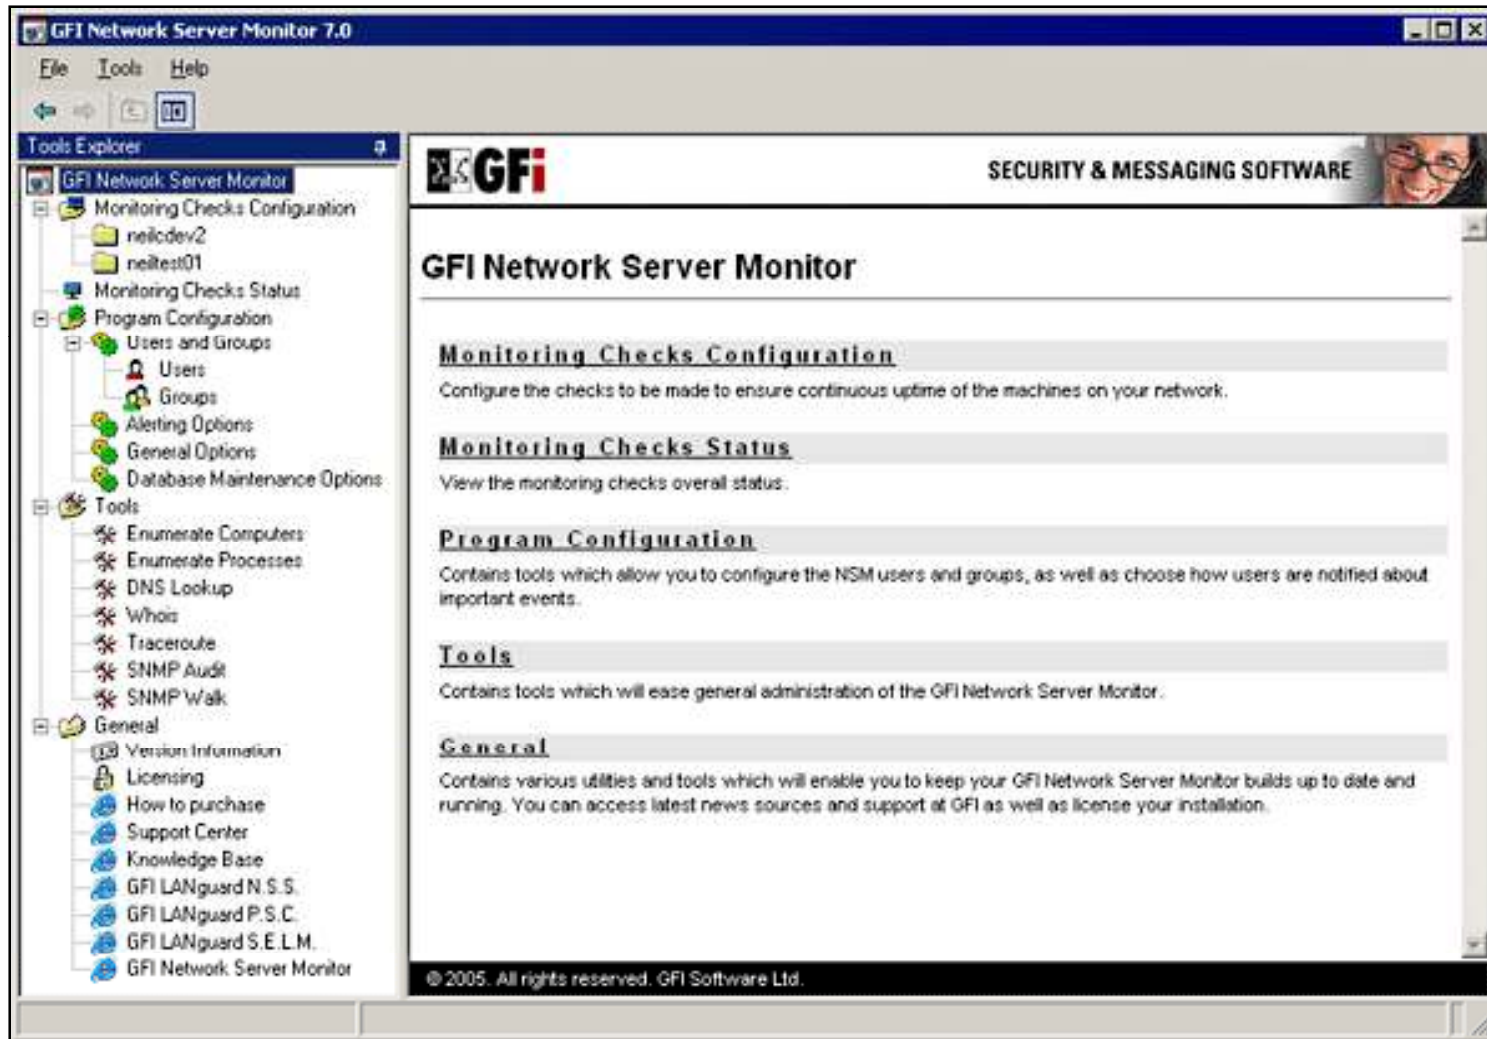 GFI Network Server Monitor 7.0
File Tools Help
Tools Explorer
GFI Network Server Monitor
Monitoring Checks Configuration
neilcdev2
neiltest01
Monitoring Checks Status
Program Configuration
Users and Groups
Users
Groups
Alerting Options
General Options
Database Maintenance Options
Tools
Enumerate Computers
Enumerate Processes
DNS Lookup
Whois
Traceroute
SNMP Audit
SNMP Walk
General
Version Information
Licensing
How to purchase
Support Center
Knowledge Base
GFI LANguard N.S.S.
GFI LANguard P.S.C.
GFI LANguard S.E.L.M.
GFI Network Server Monitor
GFi
SECURITY & MESSAGING SOFTWARE
GFI Network Server Monitor
Monitoring Checks Configuration
Configure the checks to be made to ensure continuous uptime of the machines on your network.
Monitoring Checks Status
View the monitoring checks overall status.
Program Configuration
Contains tools which allow you to configure the NSM users and groups, as well as choose how users are notified about
important events.
Tools
Contains tools which will ease general administration of the GFI Network Server Monitor.
General
Contains various utilities and tools which will enable you to keep your GFI Network Server Monitor builds up to date and
running. You can access latest news sources and support at GFI as well as license your installation.
© 2005. All rights reserved. GFI Software Ltd.